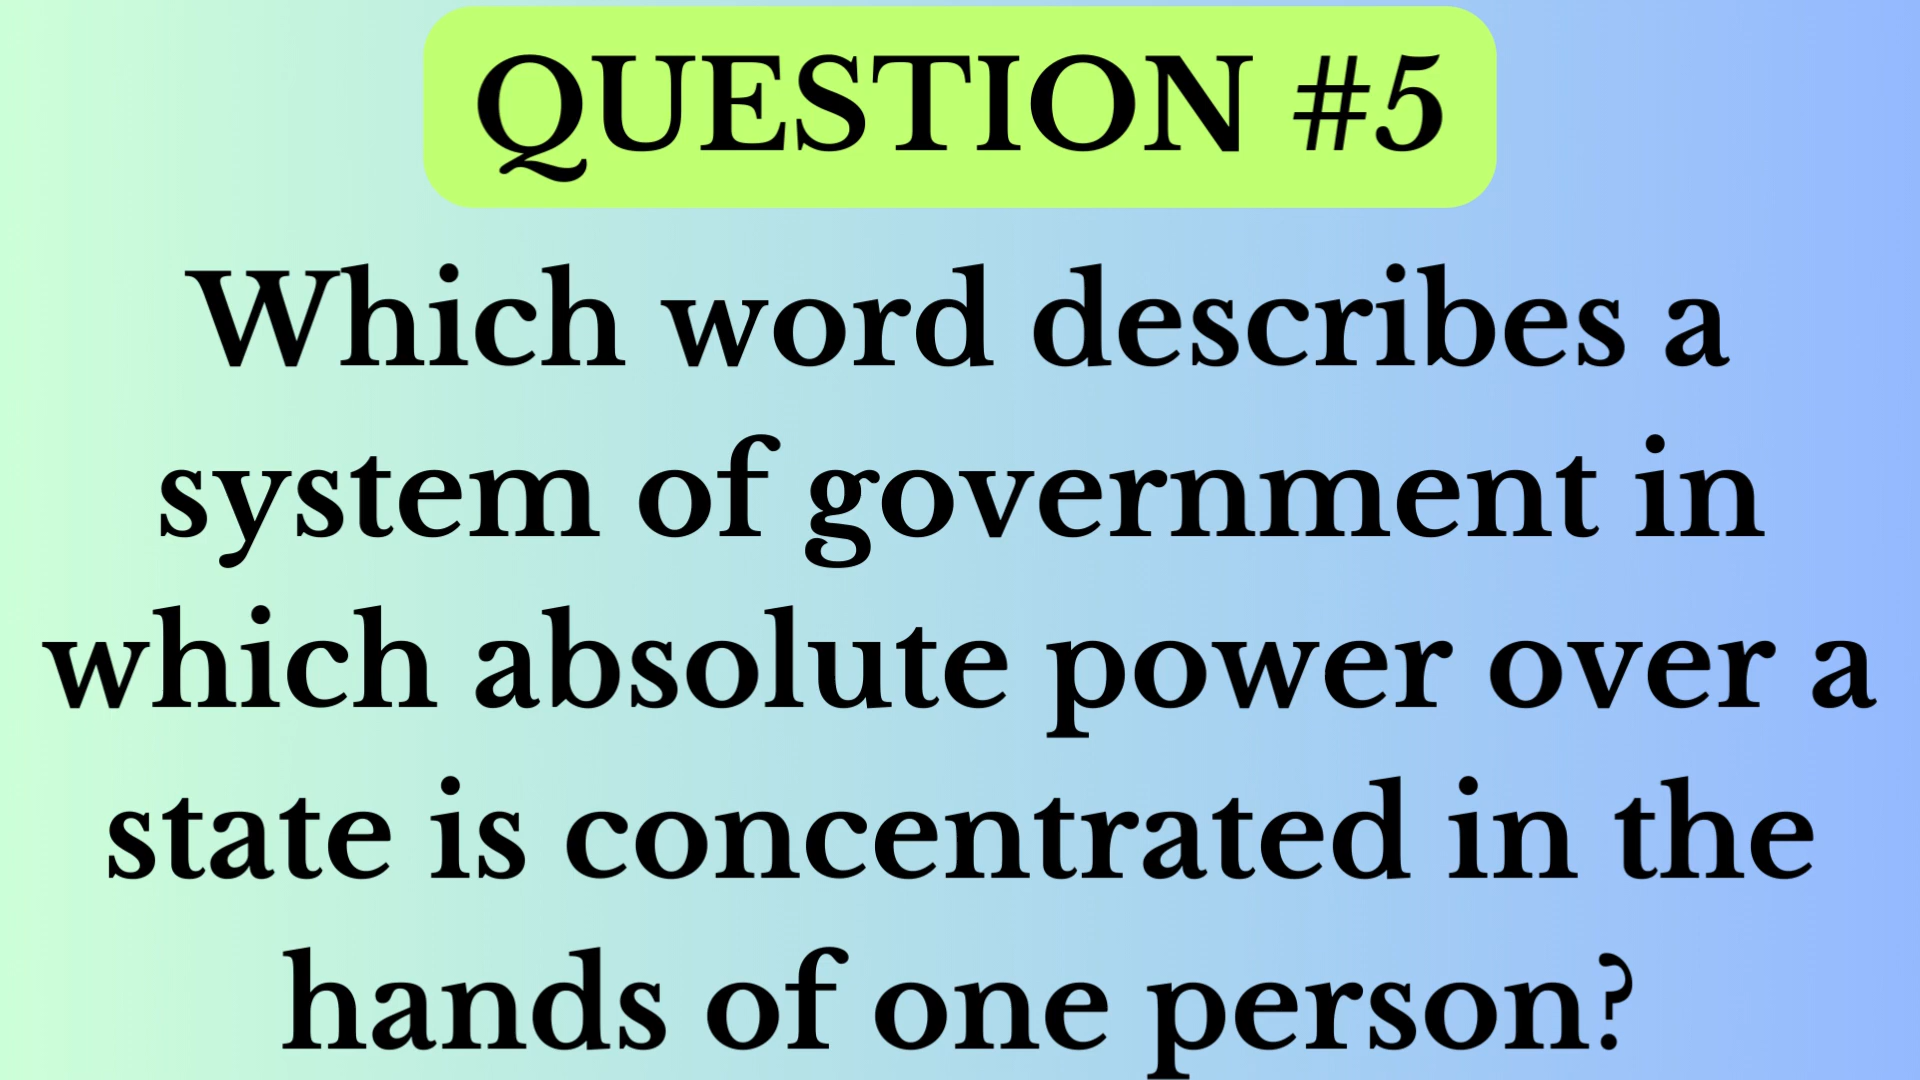 QUESTION #5
Which word describes a
system of government in
which absolute power over a
state is concentrated in the
hands of one person?